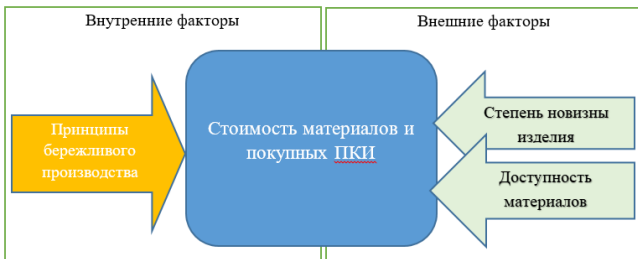 Внутренние факторы
Внешние факторы
Принципы
бережливого
производства
Стоимость материалов и
покупных ПКИ
Степень новизны
изделия
Доступность
материалов